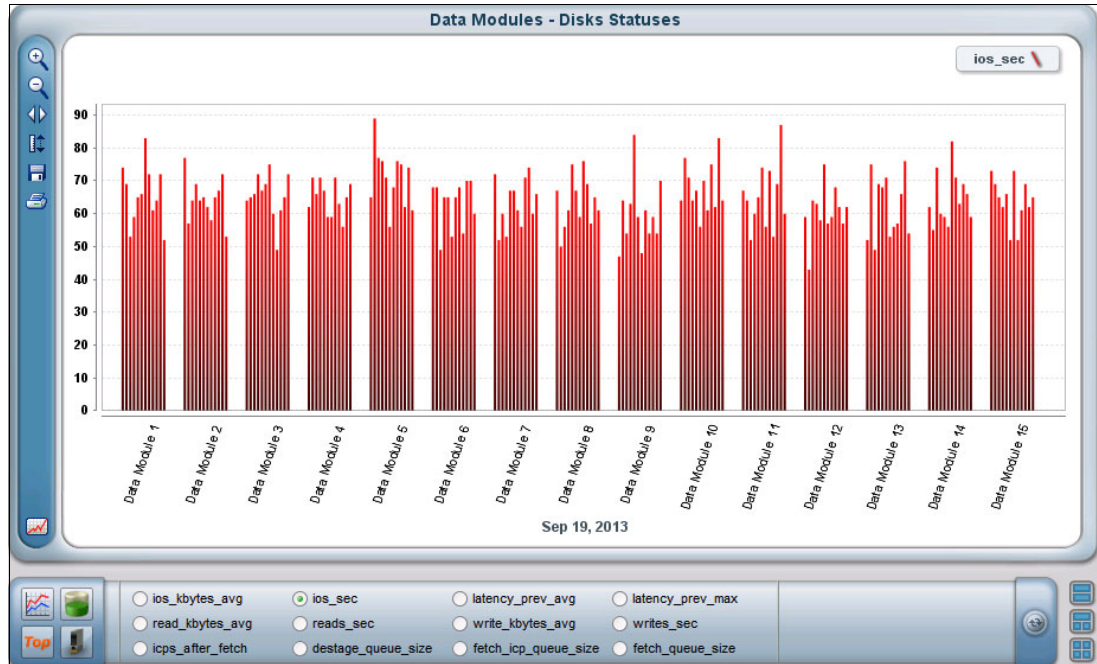 Data Modules - Disks Statuses
ios_sec
90
80
70
60
50
40
30
20
10
0
Data Module 1
Data Module 2
Data Module 3
Data Module 4
Data Module 5
Data Module 6
Data Module 7
Data Module 8
Data Module 9
Data Module 10
Data Module 11
Data Module 12
Data Module 13
Data Module 14
Data Module 15
Sep 19, 2013
ios_kbytes_avg ios_sec latency_prev_avg latency_prev_max
Top read_kbytes_avg reads_sec write_kbytes_avg writes_sec
icps_after_fetch destage_queue_size fetch_icp_queue_size fetch_queue_size